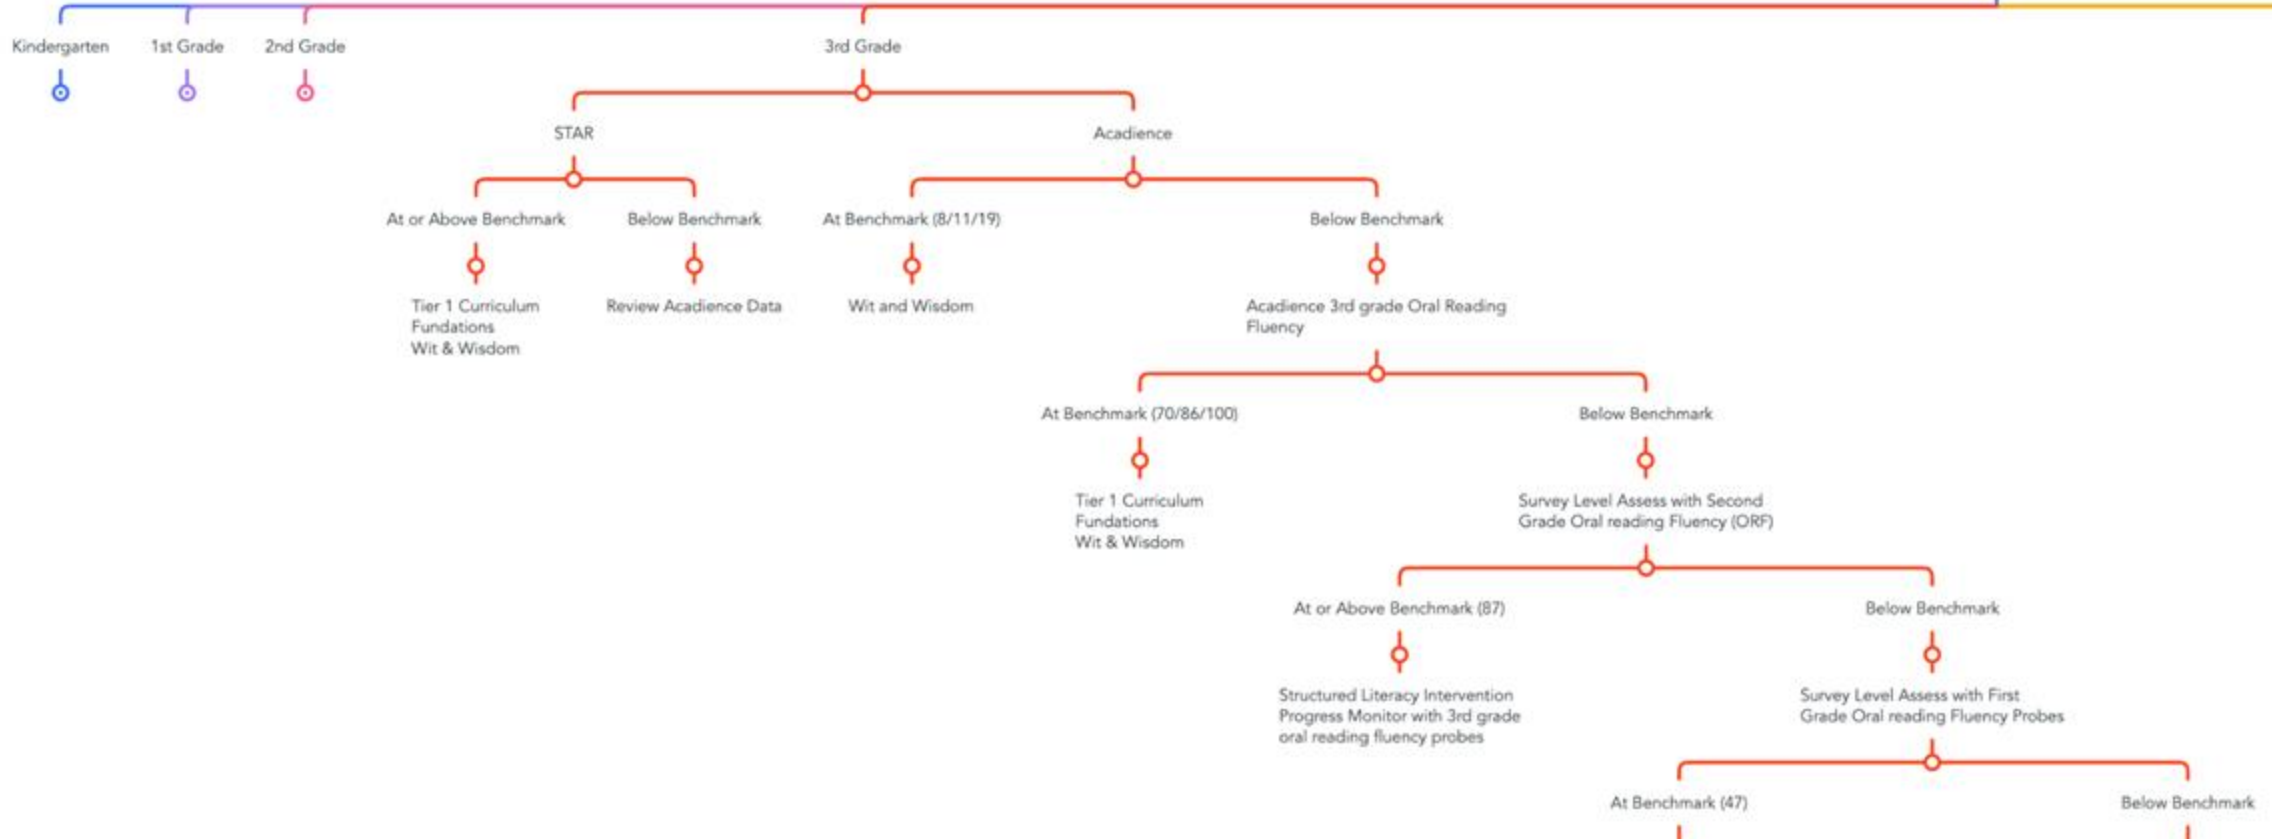 Kindergarten
1st Grade
2nd Grade
3rd Grade
STAR
Acadience
At or Above Benchmark
Below Benchmark
At Benchmark (8/11/19)
Below Benchmark
Tier 1 Curriculum
Fundations
Wit & Wisdom
Review Acadience Data
Wit and Wisdom
Acadience 3rd grade Oral Reading
Fluency
At Benchmark (70/86/100)
Below Benchmark
Tier 1 Curriculum
Fundations
Wit & Wisdom
Survey Level Assess with Second
Grade Oral reading Fluency (ORF)
At or Above Benchmark (87)
Below Benchmark
Structured Literacy Intervention
Progress Monitor with 3rd grade
oral reading fluency probes
Survey Level Assess with First
Grade Oral reading Fluency Probes
At Benchmark (47)
Below Benchmark